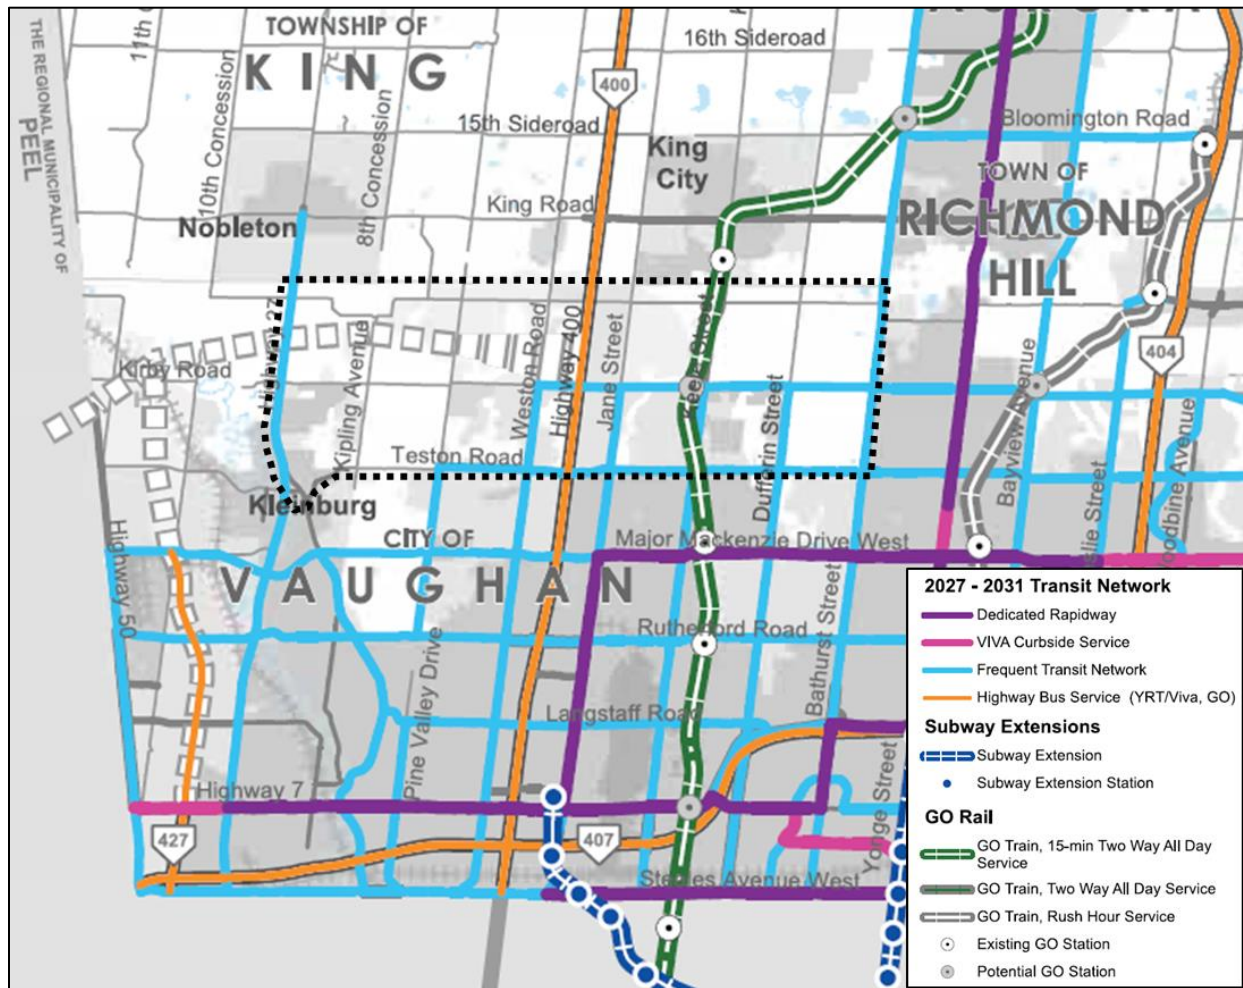 TOWNSHIP OF
KING
THE REGIONAL MUNICIPALITY OF
PEEL
11th
10th Concession
8th Concession
16th Sideroad
400
15th Sideroad
Bloomington Road
King
City
TOWN OF
RICHMOND
HILL
King Road
Nobleton
Kirby Road
Kipling Avenue
Weston Road
Highway 400
Jane Street
Dufferin Street
Bayview Avenue
404
Teston Road
Kleinburg
CITY OF
VAUGHAN
Major Mackenzie Drive West
Highway 50
Rutherford Road
Pine Valley Drive
Bathurst Street
Langstaff Road
Yonge Street
Highway 7
427
407
Steeles Avenue West
2027 - 2031 Transit Network
Dedicated Rapidway
VIVA Curbside Service
Frequent Transit Network
Highway Bus Service (YRT/Viva, GO)
Subway Extensions
Subway Extension
Subway Extension Station
GO Rail
GO Train, 15-min Two Way All Day
Service
GO Train, Two Way All Day Service
GO Train, Rush Hour Service
Existing GO Station
Potential GO Station